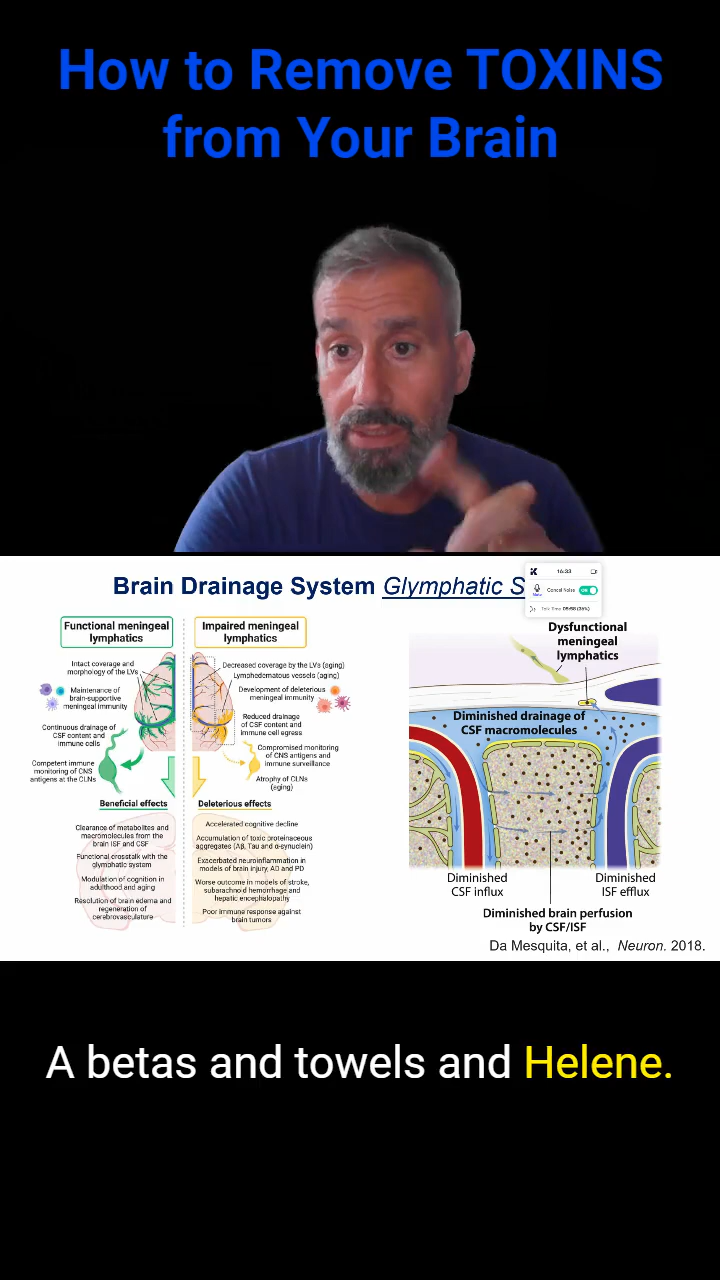 How to Remove TOXINS
from Your Brain
Brain Drainage System Glymphatic S
16:33
Cancel Noise
ON
Mute
Talk Time
Functional meningeal
lymphatics
Intact coverage and
morphology of the LVs
Maintenance of
brain-supportive
meningeal immunity
Continuous drainage of
CSF content and
immune cells
Competent immune
monitoring of CNS
antigens at the CLNs
Beneficial effects
Clearance of metabolites and
macromolecules from the
brain ISF and CSF
Functional crosstalk with the
glymphatic system
Modulation of cognition in
adulthood and aging
Resolution of brain edema and
regeneration of
cerebrovasculature
Impaired meningeal
lymphatics
Decreased coverage by the LVs (aging)
Lymphedematous vessels (aging)
Development of deleterious
meningeal immunity
Reduced drainage
of CSF content and
immune cell egress
Compromised monitoring
of CNS antigens and
immune surveillance
Atrophy of CLNs
(aging)
Deleterious effects
Accelerated cognitive decline
Accumulation of toxic proteinaceous
aggregates (Aβ, Tau and α-synuclein)
Exacerbated neuroinflammation in
models of brain injury, AD and PD
Worse outcome in models of stroke,
subarachnoid hemorrhage and
hepatic encephalopathy
Poor immune response against
brain tumors
Dysfunctional
meningeal
lymphatics
Diminished drainage of
CSF macromolecules
Diminished
CSF influx
Diminished
ISF efflux
Diminished brain perfusion
by CSF/ISF
Da Mesquita, et al., Neuron. 2018.
A betas and towels and Helene.